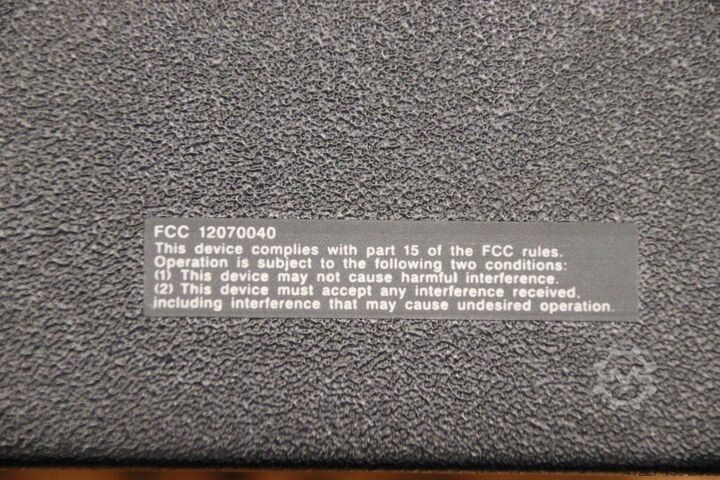 FCC 12070040
This device complies with part 15 of the FCC rules.
Operation is subject to the following two conditions:
(1) This device may not cause harmful interference.
(2) This device must accept any interference received,
including interference that may cause undesired operation.